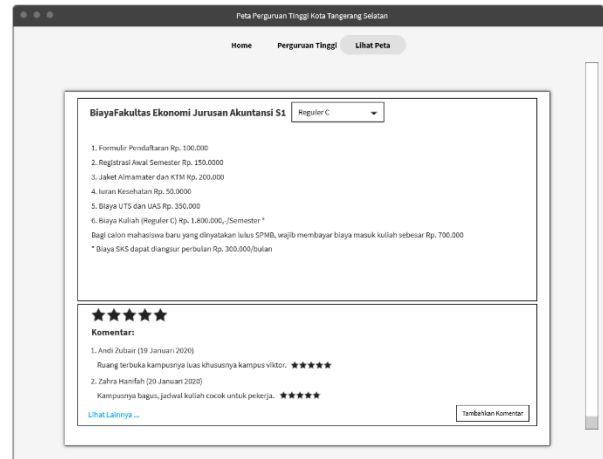 Peta Perguruan Tinggi Kota Tangerang Selatan
Home Perguruan Tinggi Lihat Peta
BiayaFakultas Ekonomi Jurusan Akuntansi S1 Reguler C
1. Formulir Pendaftaran Rp. 100.000
2. Registrasi Awal Semester Rp. 150.0000
3. Jaket Almamater dan KTM Rp. 200.000
4. Iuran Kesehatan Rp. 50.0000
5. Biaya UTS dan UAS Rp. 350.000
6. Biaya Kuliah (Reguler C) Rp. 1.800.000,-/Semester *
Bagi calon mahasiswa baru yang dinyatakan lulus SPMB, wajib membayar biaya masuk kuliah sebesar Rp. 700.000
* Biaya SKS dapat diangsur perbulan Rp. 300.000/bulan
Komentar:
1. Andi Zubair (19 Januari 2020)
Ruang terbuka kampusnya luas khususnya kampus viktor.
2. Zahra Hanifah (20 Januari 2020)
Kampusnya bagus, jadwal kuliah cocok untuk pekerja.
Lihat Lainnya ... Tambahkan Komentar